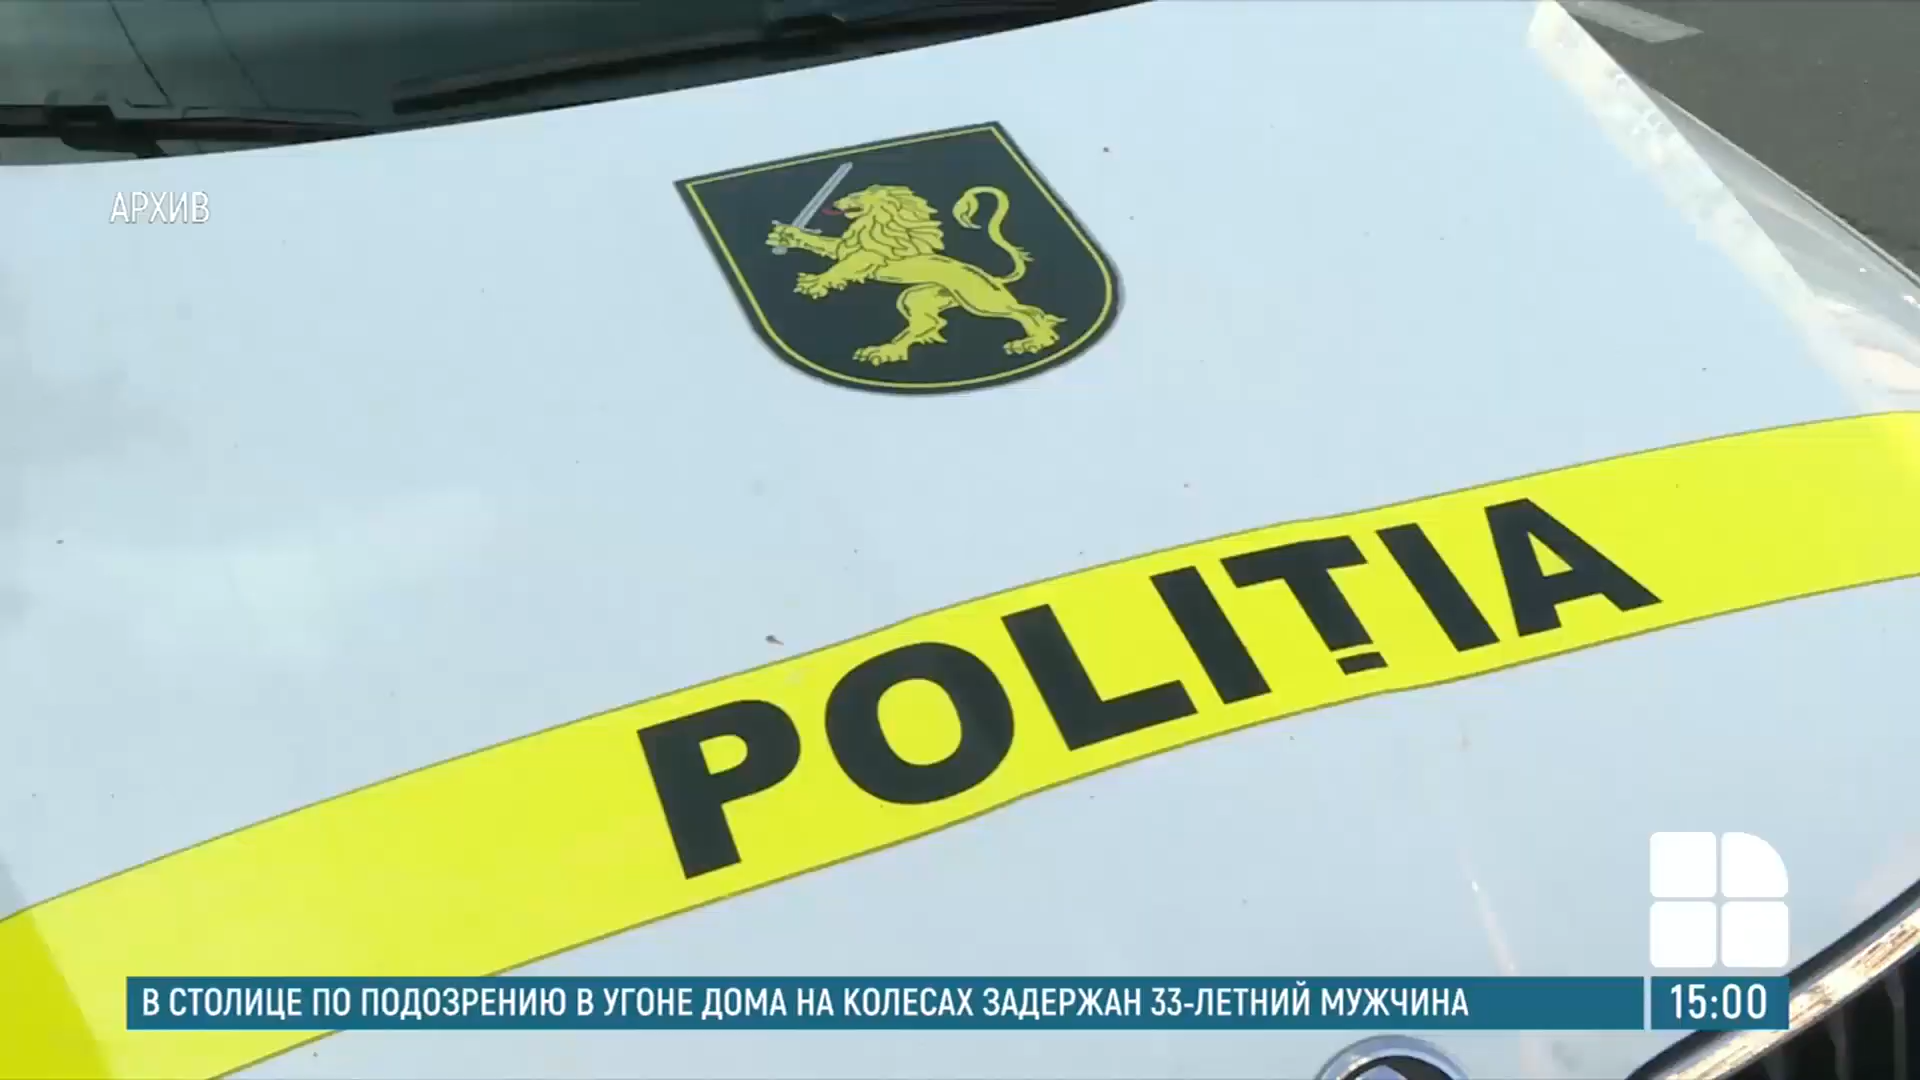 АРХИВ
POLIȚIA
В СТОЛИЦЕ ПО ПОДОЗРЕНИЮ В УГОНЕ ДОМА НА КОЛЕСАХ ЗАДЕРЖАН 33-ЛЕТНИЙ МУЖЧИНА
15:00